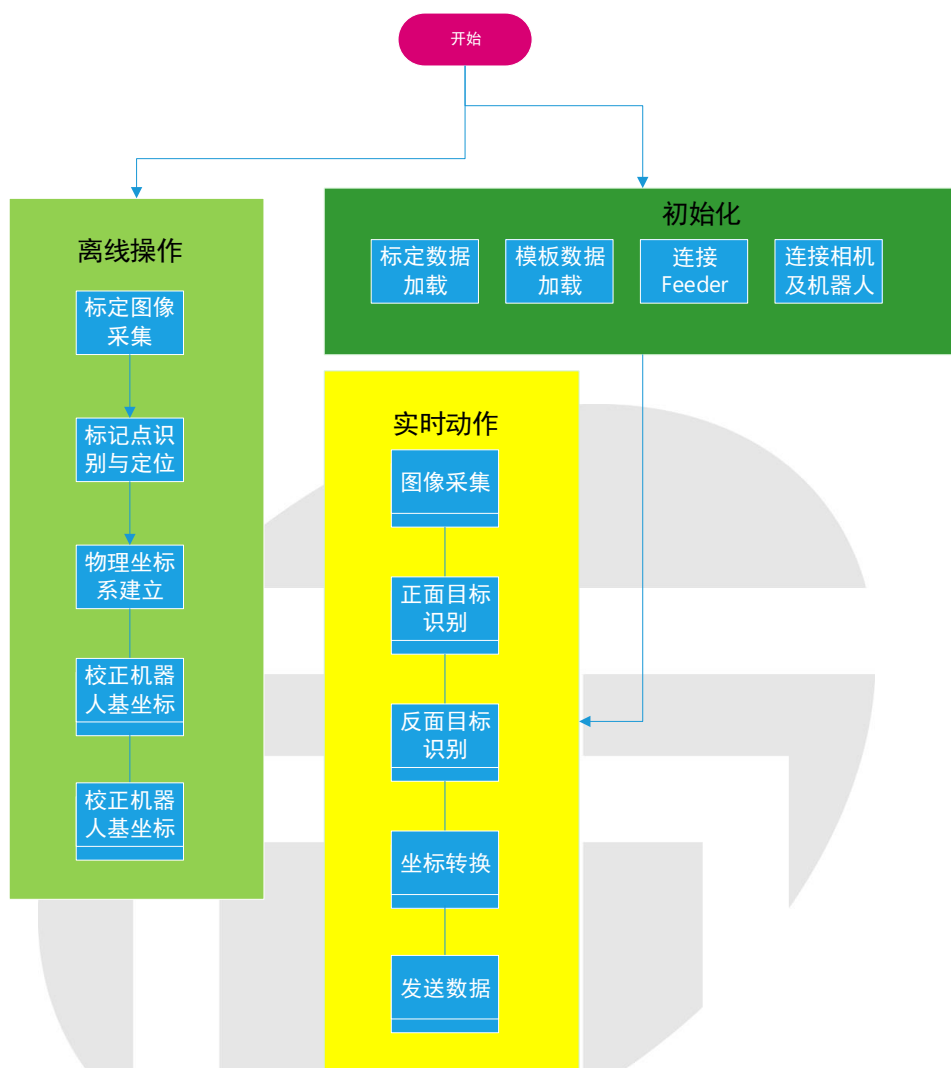 开始
离线操作
标定图像
采集
标记点识
别与定位
物理坐标
系建立
校正机器
人基坐标
校正机器
人基坐标
初始化
标定数据
加载
模板数据
加载
连接
Feeder
连接相机
及机器人
实时动作
图像采集
正面目标
识别
反面目标
识别
坐标转换
发送数据